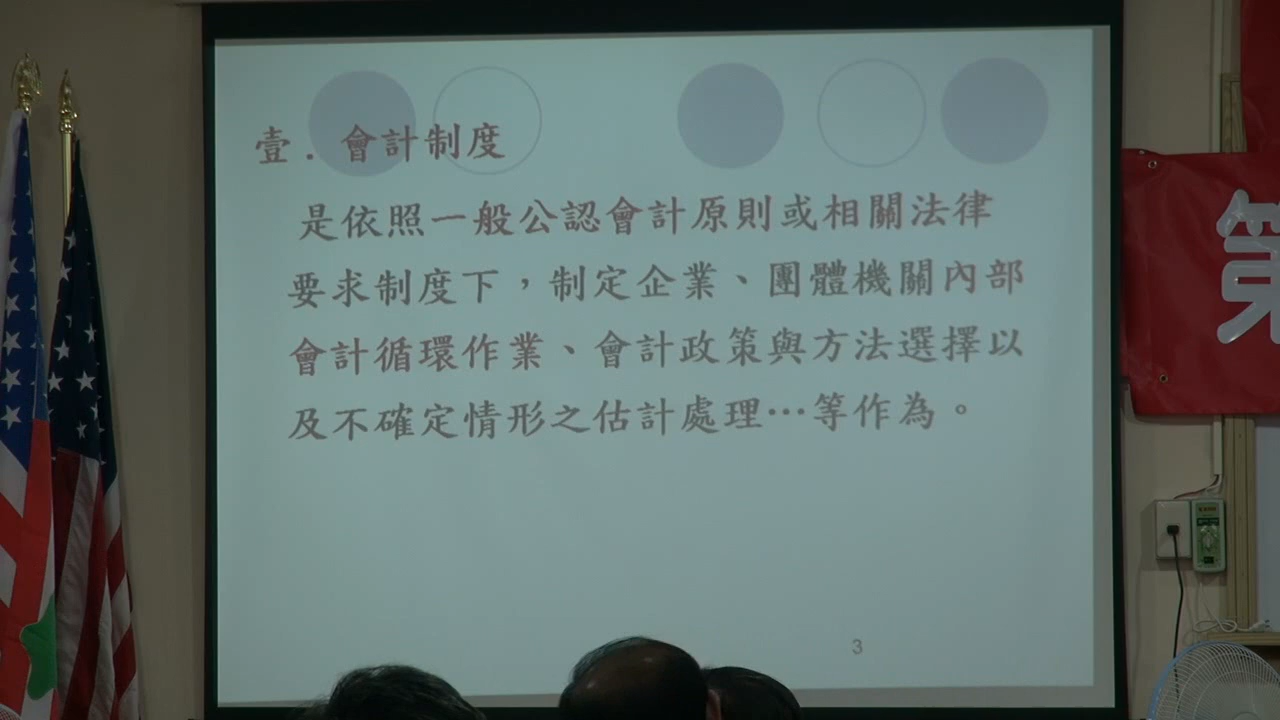 壹．會計制度
是依照一般公認會計原則或相關法律
要求制度下，制定企業、團體機關內部
會計循環作業、會計政策與方法選擇以
及不確定情形之估計處理…等作為。
3
第